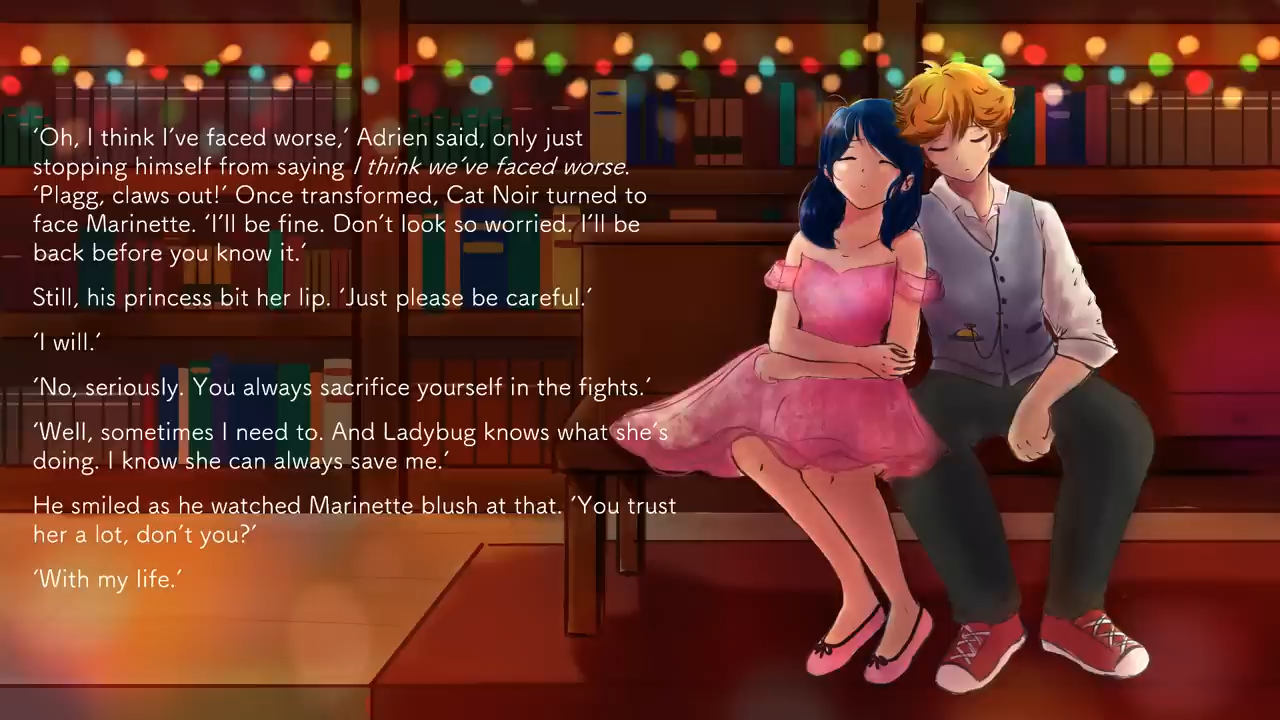 ‘Oh, I think I’ve faced worse,’ Adrien said, only just
stopping himself from saying I think we’ve faced worse.
‘Plagg, claws out!’ Once transformed, Cat Noir turned to
face Marinette. ‘I’ll be fine. Don’t look so worried. I’ll be
back before you know it.’
Still, his princess bit her lip. ‘Just please be careful.’
‘I will.’
‘No, seriously. You always sacrifice yourself in the fights.’
‘Well, sometimes I need to. And Ladybug knows what she’s
doing. I know she can always save me.’
He smiled as he watched Marinette blush at that. ‘You trust
her a lot, don’t you?’
‘With my life.’